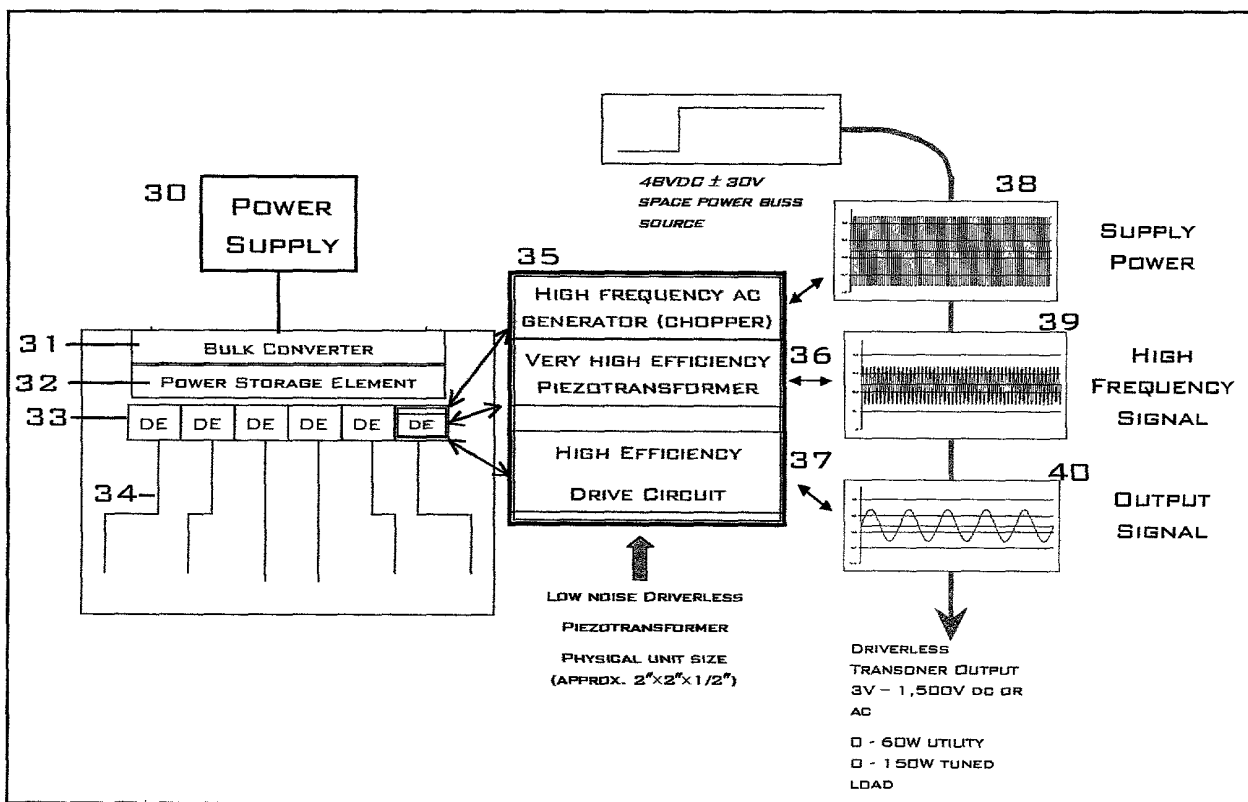 30
POWER
SUPPLY
31
BULK CONVERTER
32
POWER STORAGE ELEMENT
33
DE DE DE DE DE DE
34
35
HIGH FREQUENCY AC
GENERATOR (CHOPPER)
VERY HIGH EFFICIENCY
PIEZOTRANSFORMER
HIGH EFFICIENCY
DRIVE CIRCUIT
36
37
LOW NOISE DRIVERLESS
PIEZOTRANSFORMER
PHYSICAL UNIT SIZE
(APPROX. 2"×2"×1/2")
48VDC ± 30V
SPACE POWER BUSS
SOURCE
38
SUPPLY
POWER
39
HIGH
FREQUENCY
SIGNAL
40
OUTPUT
SIGNAL
DRIVERLESS
TRANSONER OUTPUT
3V – 1,500V DC OR
AC
0 - 60W UTILITY
0 - 150W TUNED
LOAD